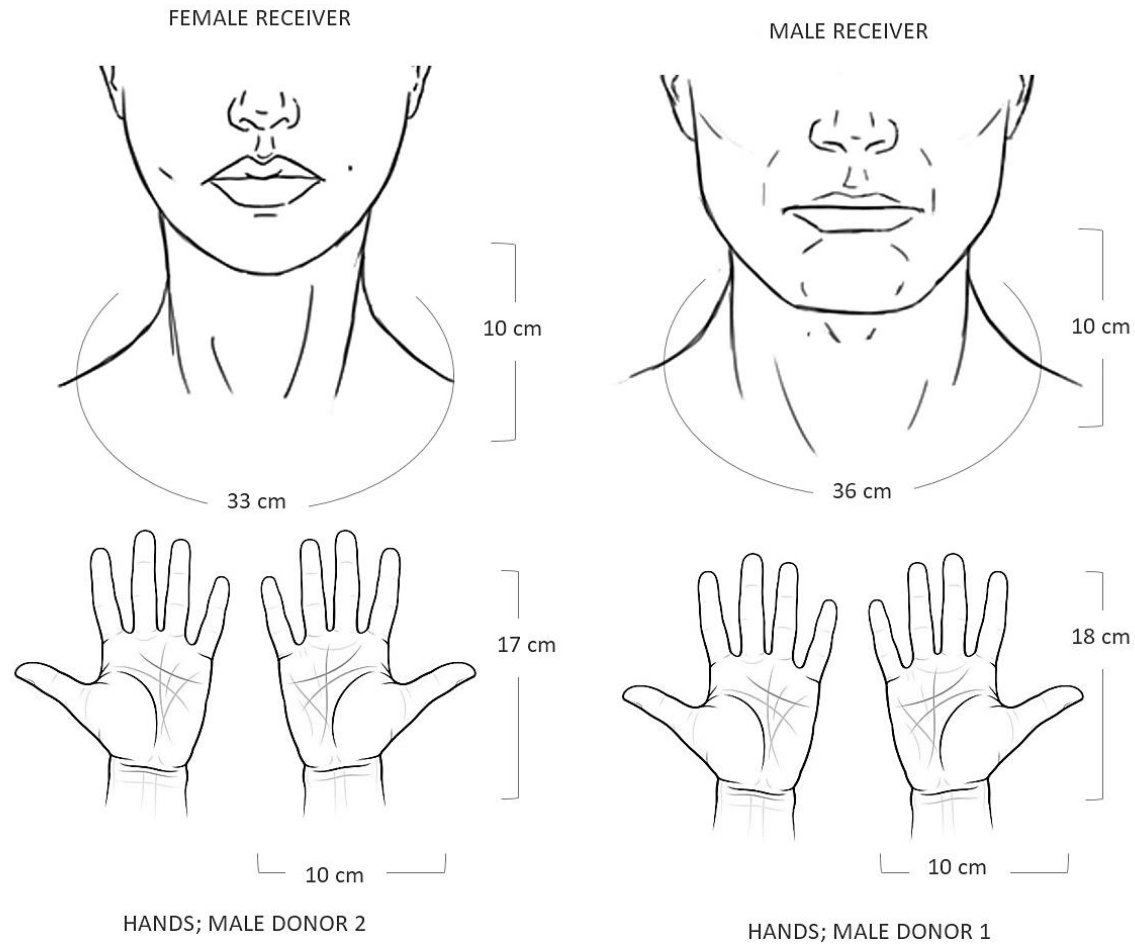 FEMALE RECEIVER
MALE RECEIVER
10 cm
10 cm
33 cm
36 cm
17 cm
18 cm
10 cm
10 cm
HANDS; MALE DONOR 2
HANDS; MALE DONOR 1